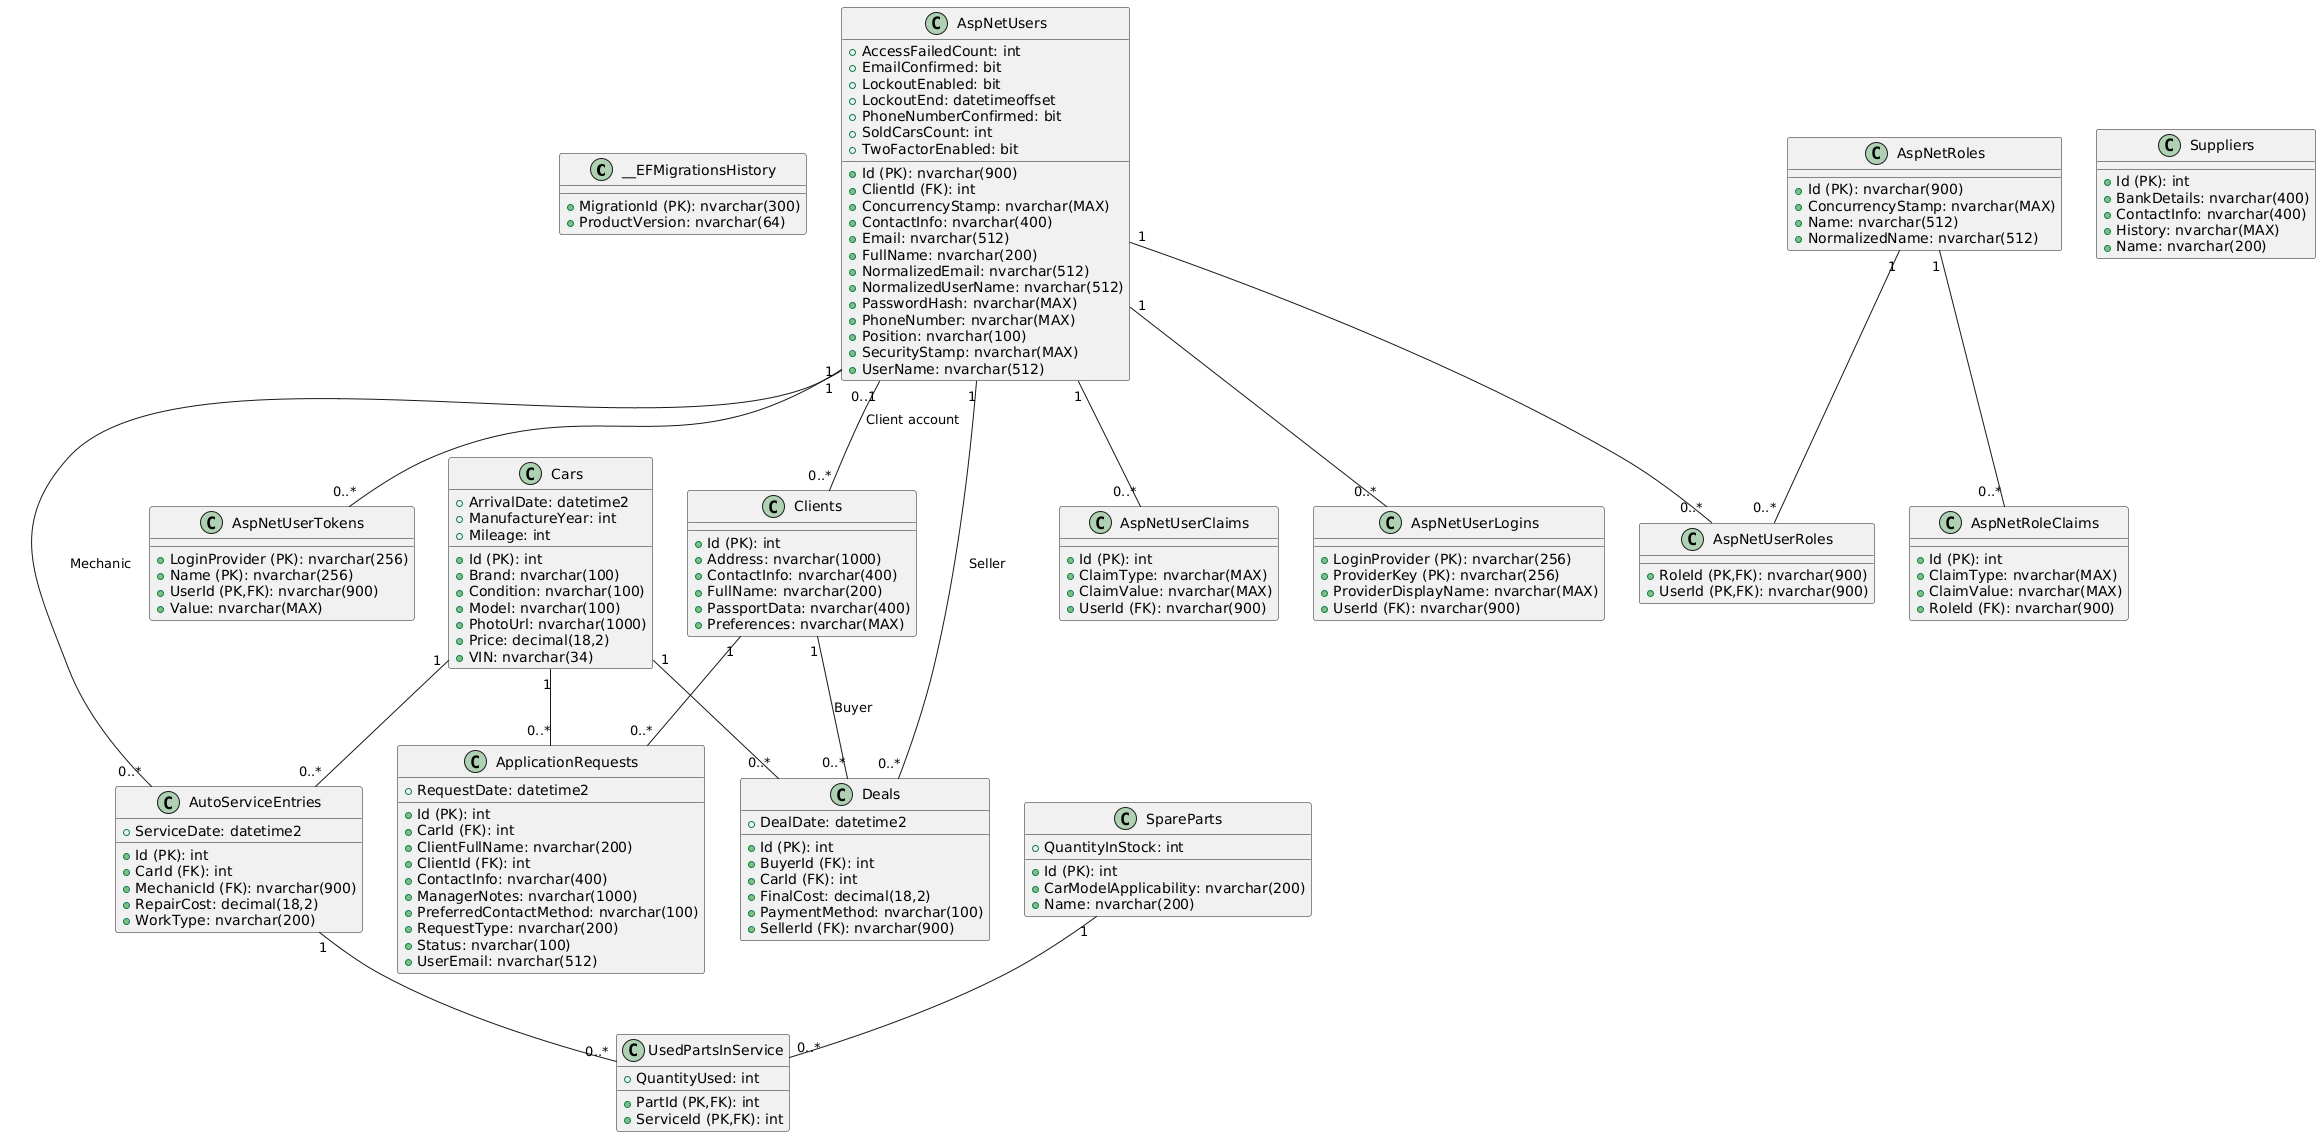 AspNetUsers
AccessFailedCount: int
EmailConfirmed: bit
LockoutEnabled: bit
LockoutEnd: datetimeoffset
PhoneNumberConfirmed: bit
SoldCarsCount: int
TwoFactorEnabled: bit
Id (PK): nvarchar(900)
ClientId (FK): int
ConcurrencyStamp: nvarchar(MAX)
ContactInfo: nvarchar(400)
Email: nvarchar(512)
FullName: nvarchar(200)
NormalizedEmail: nvarchar(512)
NormalizedUserName: nvarchar(512)
PasswordHash: nvarchar(MAX)
PhoneNumber: nvarchar(MAX)
Position: nvarchar(100)
SecurityStamp: nvarchar(MAX)
UserName: nvarchar(512)
__EFMigrationsHistory
MigrationId (PK): nvarchar(300)
ProductVersion: nvarchar(64)
AspNetRoles
Id (PK): nvarchar(900)
ConcurrencyStamp: nvarchar(MAX)
Name: nvarchar(512)
NormalizedName: nvarchar(512)
Suppliers
Id (PK): int
BankDetails: nvarchar(400)
ContactInfo: nvarchar(400)
History: nvarchar(MAX)
Name: nvarchar(200)
1
1
1
1
1
1
0..1
1
1
Client account
0..*
0..*
0..*
0..*
0..*
0..*
0..*
Mechanic
Seller
AspNetUserTokens
LoginProvider (PK): nvarchar(256)
Name (PK): nvarchar(256)
UserId (PK,FK): nvarchar(900)
Value: nvarchar(MAX)
Cars
ArrivalDate: datetime2
ManufactureYear: int
Mileage: int
Id (PK): int
Brand: nvarchar(100)
Condition: nvarchar(100)
Model: nvarchar(100)
PhotoUrl: nvarchar(1000)
Price: decimal(18,2)
VIN: nvarchar(34)
Clients
Id (PK): int
Address: nvarchar(1000)
ContactInfo: nvarchar(400)
FullName: nvarchar(200)
PassportData: nvarchar(400)
Preferences: nvarchar(MAX)
AspNetUserClaims
Id (PK): int
ClaimType: nvarchar(MAX)
ClaimValue: nvarchar(MAX)
UserId (FK): nvarchar(900)
AspNetUserLogins
LoginProvider (PK): nvarchar(256)
ProviderKey (PK): nvarchar(256)
ProviderDisplayName: nvarchar(MAX)
UserId (FK): nvarchar(900)
AspNetUserRoles
RoleId (PK,FK): nvarchar(900)
UserId (PK,FK): nvarchar(900)
AspNetRoleClaims
Id (PK): int
ClaimType: nvarchar(MAX)
ClaimValue: nvarchar(MAX)
RoleId (FK): nvarchar(900)
1
1
1
1
1
Buyer
0..*
0..*
0..*
0..*
0..*
0..*
0..*
AutoServiceEntries
ServiceDate: datetime2
Id (PK): int
CarId (FK): int
MechanicId (FK): nvarchar(900)
RepairCost: decimal(18,2)
WorkType: nvarchar(200)
ApplicationRequests
RequestDate: datetime2
Id (PK): int
CarId (FK): int
ClientFullName: nvarchar(200)
ClientId (FK): int
ContactInfo: nvarchar(400)
ManagerNotes: nvarchar(1000)
PreferredContactMethod: nvarchar(100)
RequestType: nvarchar(200)
Status: nvarchar(100)
UserEmail: nvarchar(512)
Deals
DealDate: datetime2
Id (PK): int
BuyerId (FK): int
CarId (FK): int
FinalCost: decimal(18,2)
PaymentMethod: nvarchar(100)
SellerId (FK): nvarchar(900)
SpareParts
QuantityInStock: int
Id (PK): int
CarModelApplicability: nvarchar(200)
Name: nvarchar(200)
1
1
0..*
0..*
UsedPartsInService
QuantityUsed: int
PartId (PK,FK): int
ServiceId (PK,FK): int